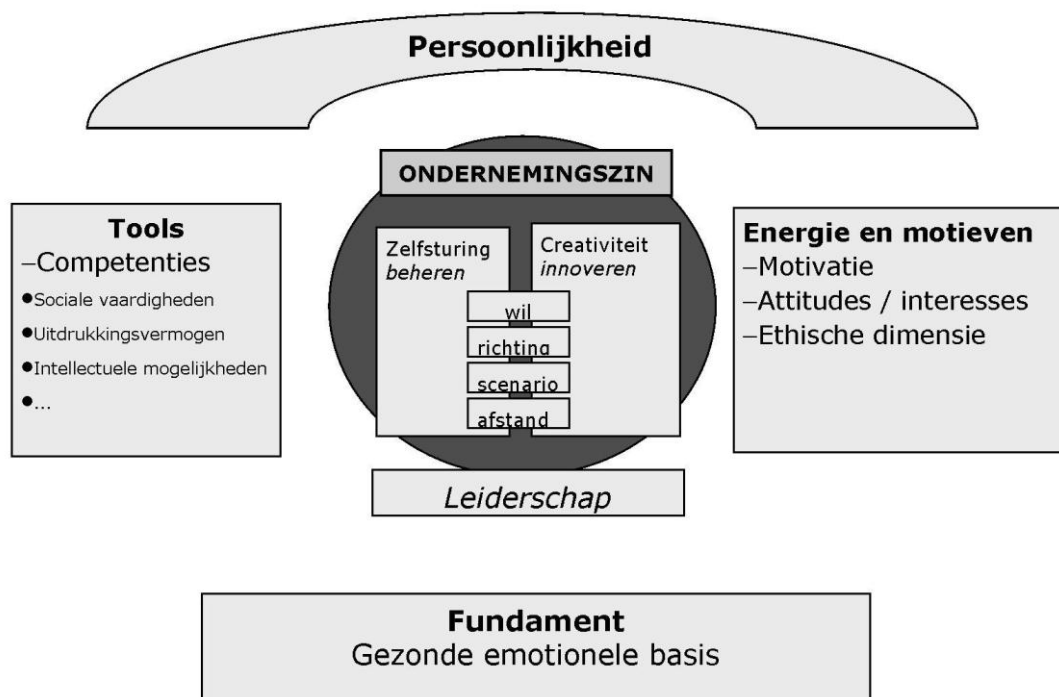 Persoonlijkheid
ONDERNEMINGSZIN
Tools
–Competenties
●Sociale vaardigheden
●Uitdrukkingsvermogen
●Intellectuele mogelijkheden
●...
Zelfsturing
beheren
Creativiteit
innoveren
wil
richting
scenario
afstand
Leiderschap
Energie en motieven
–Motivatie
–Attitudes / interesses
–Ethische dimensie
Fundament
Gezonde emotionele basis